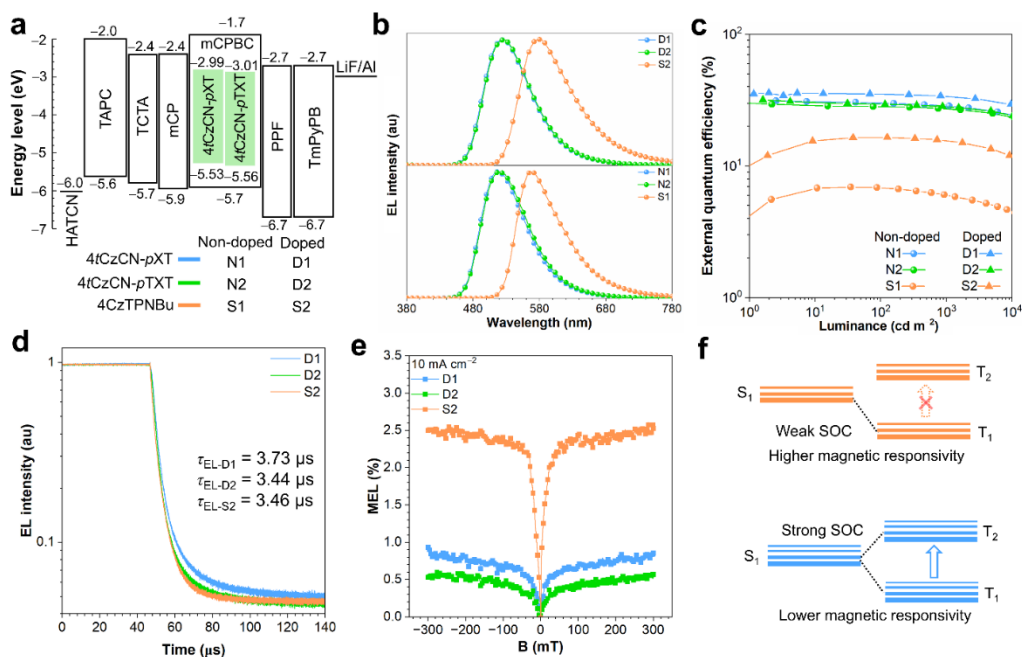 a
Energy level (eV)
−2
−3
−4
−5
−6
−7
HATCN
−6.0
−2.0
TAPC
−5.6
−2.4
TCTA
−5.7
−2.4
mCP
−5.9
−1.7
mCPBC
−2.99
−3.01
4tCzCN-pXT
4tCzCN-pTXT
−5.53
−5.56
−5.7
−2.7
PPF
−6.7
−2.7
TmPyPB
−6.7
LiF/Al
Non-doped Doped
4tCzCN-pXT N1 D1
4tCzCN-pTXT N2 D2
4CzTPNBu S1 S2
b
EL intensity (au)
D1
D2
S2
N1
N2
S1
380 480 580 680 780
Wavelength (nm)
c
External quantum efficiency (%)
10²
10¹
10⁰
Non-doped Doped
N1 D1
N2 D2
S1 S2
10⁰ 10¹ 10² 10³ 10⁴
Luminance (cd m⁻²)
d
EL intensity (au)
1
0.1
D1
D2
S2
τEL-D1 = 3.73 μs
τEL-D2 = 3.44 μs
τEL-S2 = 3.46 μs
0 20 40 60 80 100 120 140
Time (μs)
e
MEL (%)
3.5
3.0
2.5
2.0
1.5
1.0
0.5
0.0
10 mA cm⁻²
D1
D2
S2
−300 −200 −100 0 100 200 300
B (mT)
f
T₂
S₁
Weak SOC
T₁
Higher magnetic responsivity
Strong SOC
T₂
S₁
T₁
Lower magnetic responsivity